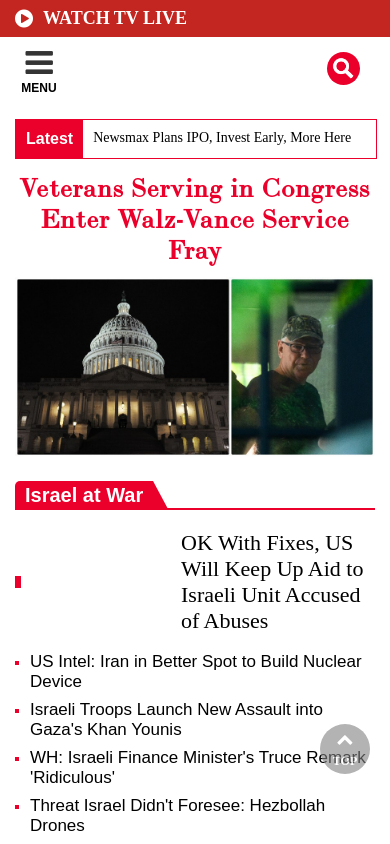 WATCH TV LIVE
MENU
Latest
Newsmax Plans IPO, Invest Early, More Here
Veterans Serving in Congress
Enter Walz-Vance Service
Fray
Israel at War
OK With Fixes, US
Will Keep Up Aid to
Israeli Unit Accused
of Abuses
US Intel: Iran in Better Spot to Build Nuclear
Device
Israeli Troops Launch New Assault into
Gaza's Khan Younis
WH: Israeli Finance Minister's Truce Remark
'Ridiculous'
TOP
Threat Israel Didn't Foresee: Hezbollah
Drones